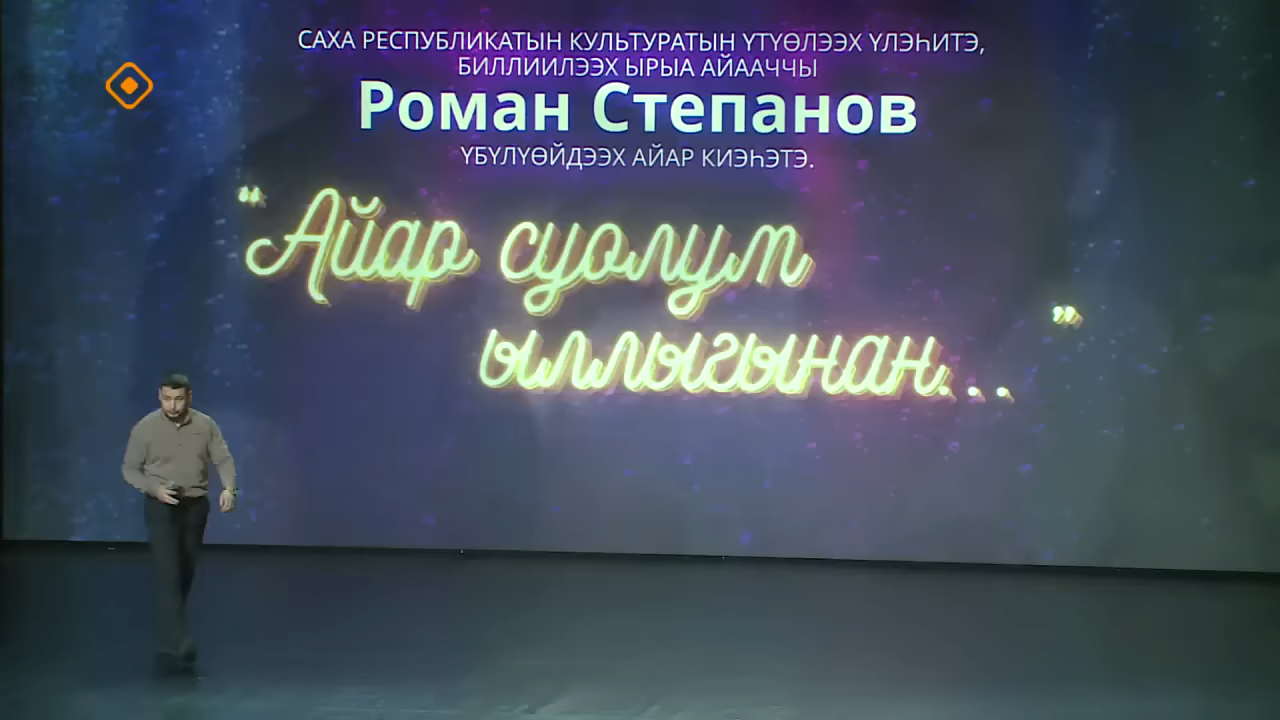 САХА РЕСПУБЛИКАТЫН КУЛЬТУРАТЫН ҮТҮӨЛЭЭХ ҮЛЭҺИТЭ,
БИЛЛИИЛЭЭХ ЫРЫА АЙААЧЧЫ
Роман Степанов
ҮБҮЛҮӨЙДЭЭХ АЙАР КИЭҺЭТЭ.
"Айар суолум
ыллыгынан..."